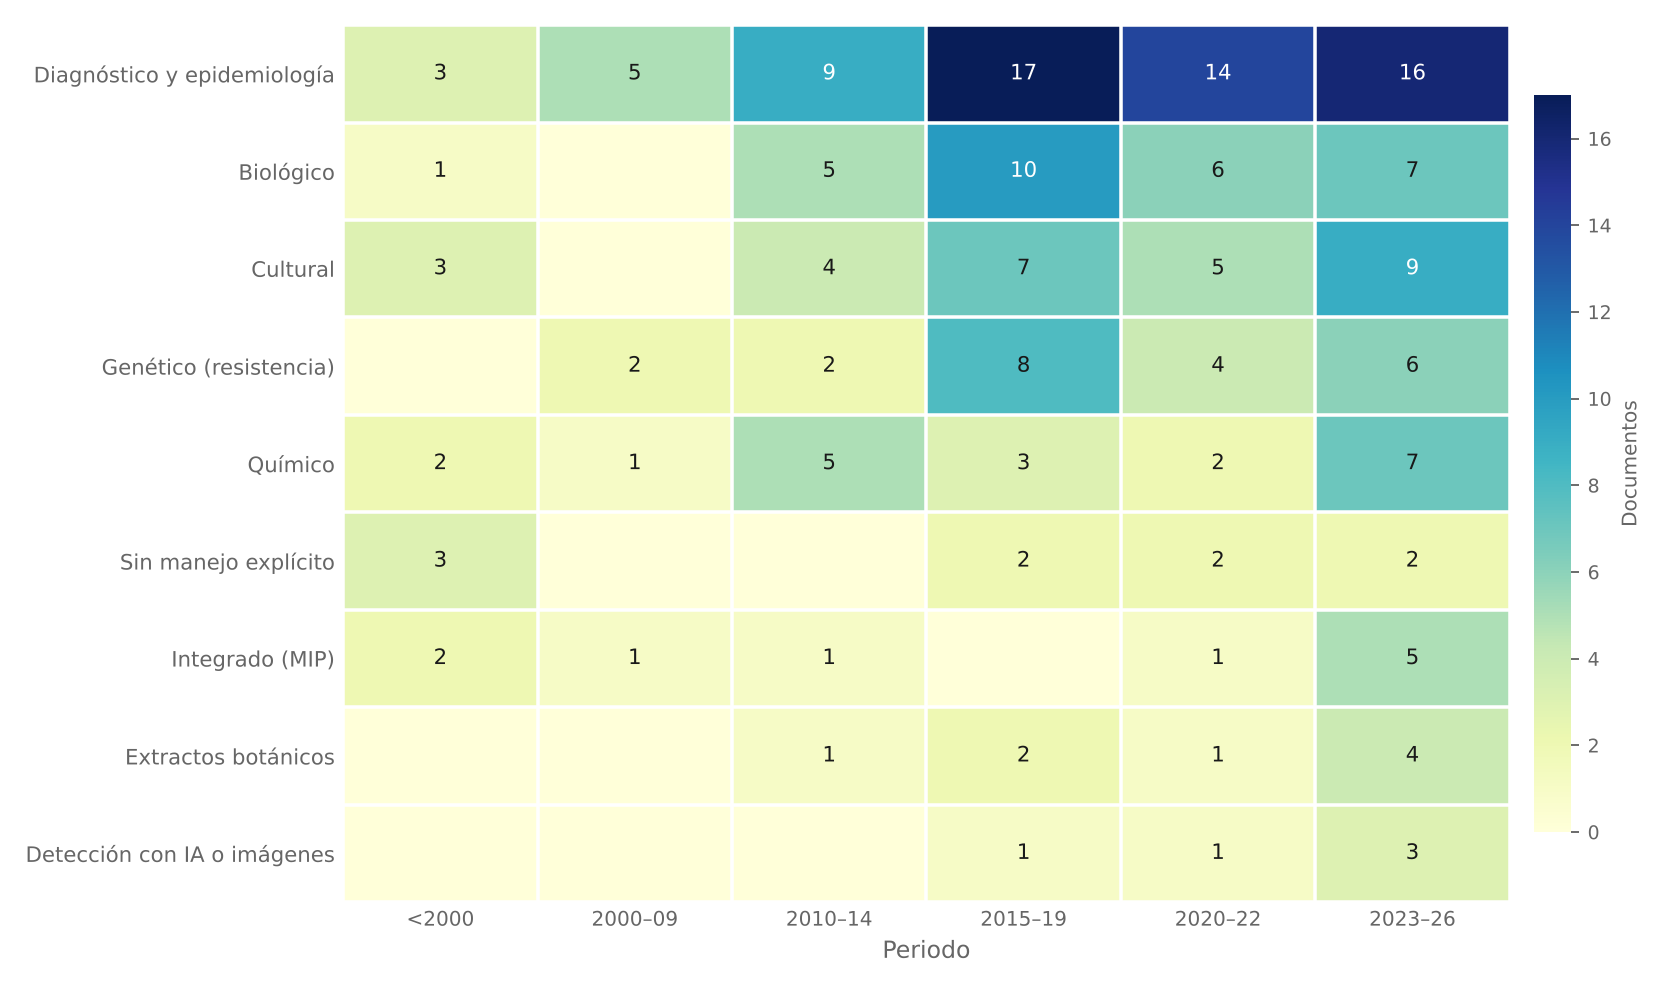 Diagnóstico y epidemiología 3 5 9 17 14 16
Biológico 1 5 10 6 7
Cultural 3 4 7 5 9
Genético (resistencia) 2 2 8 4 6
Químico 2 1 5 3 2 7
Sin manejo explícito 3 2 2 2
Integrado (MIP) 2 1 1 1 5
Extractos botánicos 1 2 1 4
Detección con IA o imágenes 1 1 3
<2000 2000–09 2010–14 2015–19 2020–22 2023–26
Periodo
16
14
12
10
8
6
4
2
0
Documentos